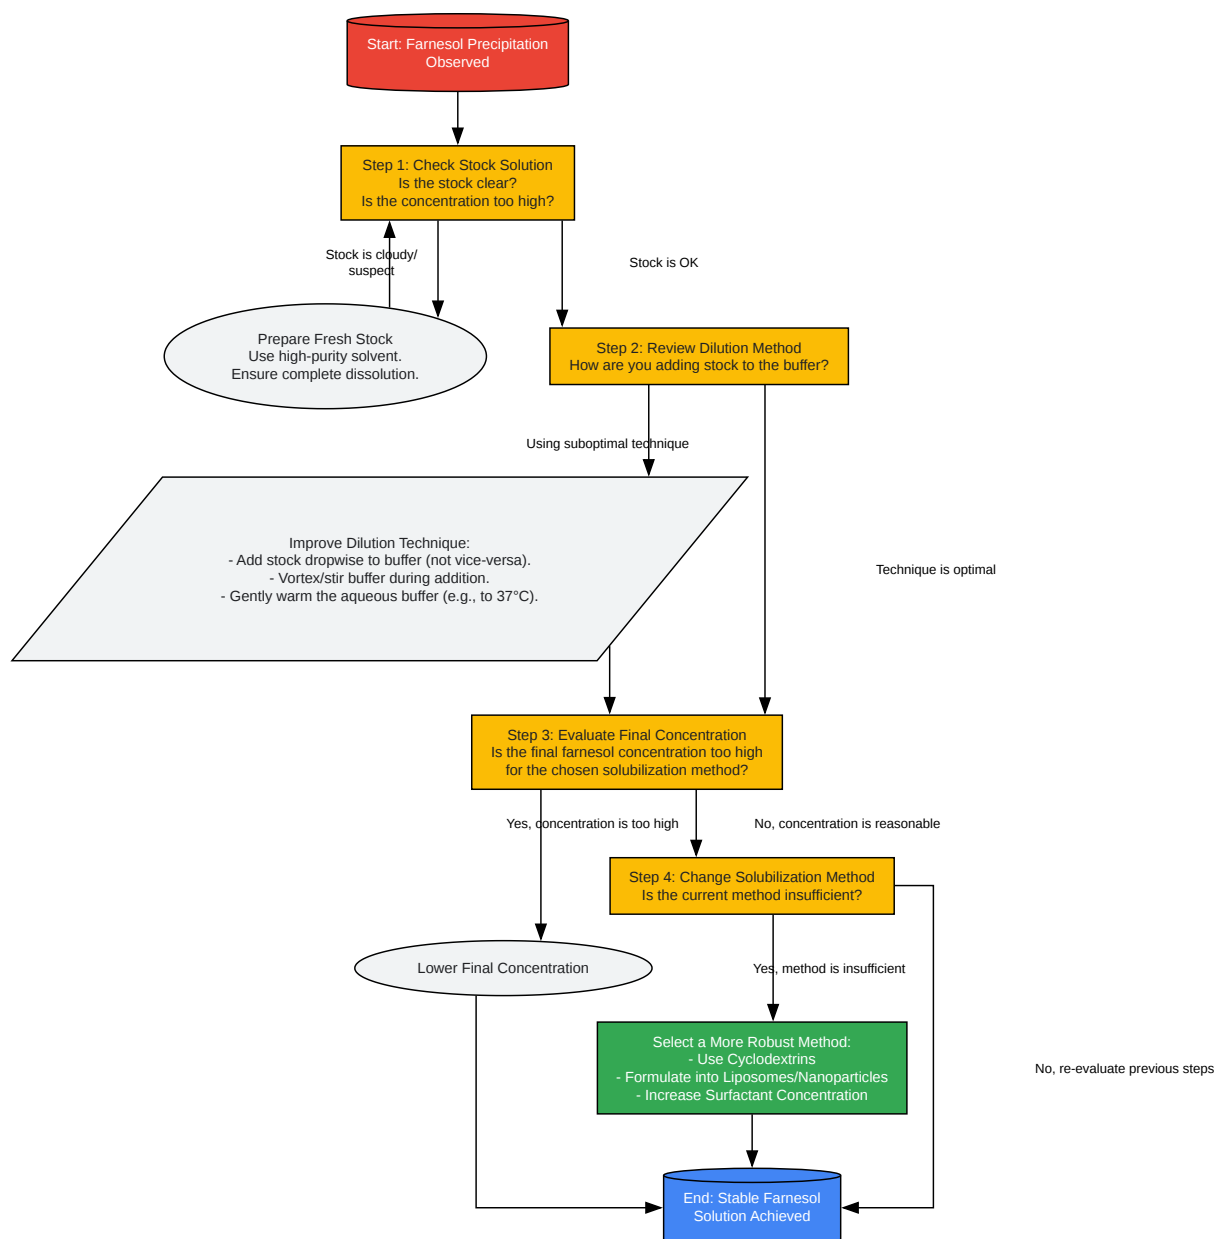 Start: Farnesol Precipitation
Observed
Step 1: Check Stock Solution
Is the stock clear?
Is the concentration too high?
Stock is cloudy/
suspect
Stock is OK
Prepare Fresh Stock
Use high-purity solvent.
Ensure complete dissolution.
Step 2: Review Dilution Method
How are you adding stock to the buffer?
Using suboptimal technique
Improve Dilution Technique:
- Add stock dropwise to buffer (not vice-versa).
- Vortex/stir buffer during addition.
- Gently warm the aqueous buffer (e.g., to 37°C).
Technique is optimal
Step 3: Evaluate Final Concentration
Is the final farnesol concentration too high
for the chosen solubilization method?
Yes, concentration is too high
No, concentration is reasonable
Step 4: Change Solubilization Method
Is the current method insufficient?
Lower Final Concentration
Yes, method is insufficient
Select a More Robust Method:
- Use Cyclodextrins
- Formulate into Liposomes/Nanoparticles
- Increase Surfactant Concentration
No, re-evaluate previous steps
End: Stable Farnesol
Solution Achieved